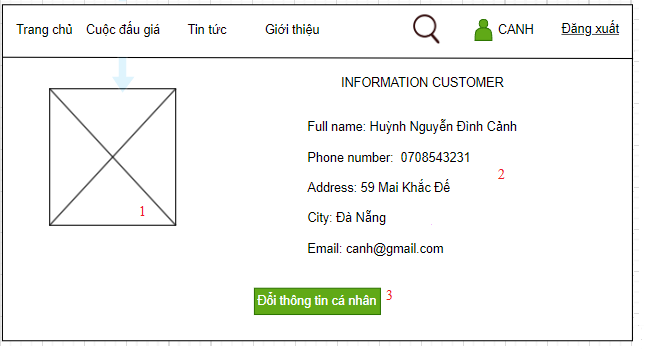 Trang chủ Cuộc đấu giá Tin tức Giới thiệu CANH Đăng xuất
INFORMATION CUSTOMER
Full name: Huỳnh Nguyễn Đình Cảnh
Phone number: 0708543231
2
Address: 59 Mai Khắc Đế
1
City: Đà Nẵng
Email: canh@gmail.com
Đổi thông tin cá nhân 3